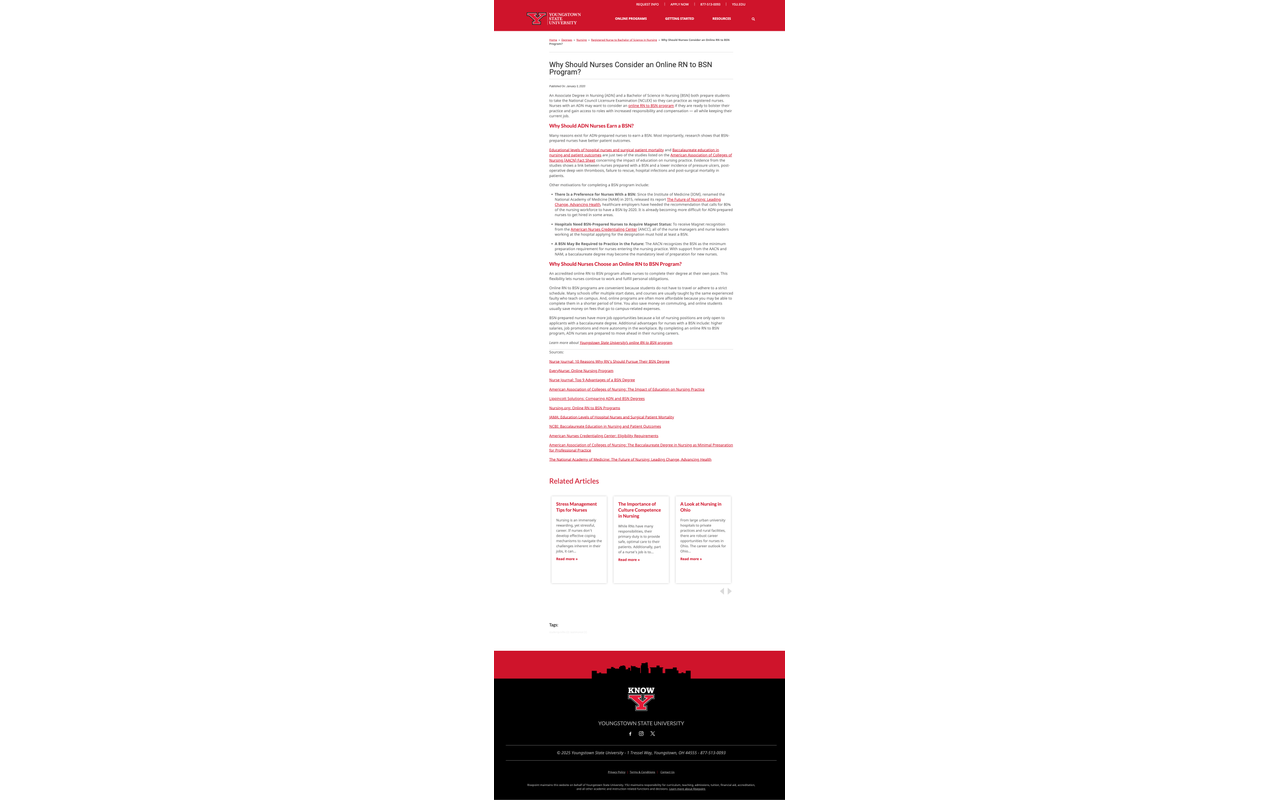 REQUEST INFO | APPLY NOW | 877-513-0093 | YSU.EDU
YOUNGSTOWN
STATE
UNIVERSITY
ONLINE PROGRAMS GETTING STARTED RESOURCES
Home » Degrees » Nursing » Registered Nurse to Bachelor of Science in Nursing » Why Should Nurses Consider an Online RN to BSN
Program?
Why Should Nurses Consider an Online RN to BSN
Program?
An Associate Degree in Nursing (ADN) and a Bachelor of Science in Nursing (BSN) both prepare students
to take the National Council Licensure Examination (NCLEX) so they can practice as registered nurses.
Nurses with an ADN may want to consider an online RN to BSN program if they are ready to bolster their
practice and gain access to roles with increased responsibility and compensation — all while keeping their
current job.
Why Should ADN Nurses Earn a BSN?
Many reasons exist for ADN-prepared nurses to earn a BSN. Most importantly, research shows that BSN-
prepared nurses have better patient outcomes.
Educational levels of hospital nurses and surgical patient mortality and Baccalaureate education in
nursing and patient outcomes are just two of the studies listed on the American Association of Colleges of
Nursing (AACN) Fact Sheet concerning the impact of education on nursing practice. Evidence from the
studies shows a link between nurses prepared with a BSN and a lower incidence of pressure ulcers, post-
operative deep vein thrombosis, failure to rescue, hospital infections and post-surgical mortality in
patients.
Other motivations for completing a BSN program include:
• There Is a Preference for Nurses With a BSN: Since the Institute of Medicine (IOM), renamed the
National Academy of Medicine (NAM) in 2015, released its report The Future of Nursing: Leading
Change, Advancing Health, healthcare employers have heeded the recommendation that calls for 80%
of the nursing workforce to have a BSN by 2020. It is already becoming more difficult for ADN-prepared
nurses to get hired in some areas.
• Hospitals Need BSN-Prepared Nurses to Acquire Magnet Status: To receive Magnet recognition
from the American Nurses Credentialing Center (ANCC), all of the nurse managers and nurse leaders
working at the hospital applying for the designation must hold at least a BSN.
• A BSN May Be Required to Practice in the Future: The AACN recognizes the BSN as the minimum
preparation requirement for nurses entering the nursing practice. With support from the AACN and
NAM, a baccalaureate degree may become the mandatory level of preparation for new nurses.
Why Should Nurses Choose an Online RN to BSN Program?
An accredited online RN to BSN program allows nurses to complete their degree at their own pace. This
flexibility lets nurses continue to work and fulfill personal obligations.
Online RN to BSN programs are convenient because students do not have to travel or adhere to a strict
schedule. Many schools offer multiple start dates, and courses are usually taught by the same experienced
faculty who teach on campus. And, online programs are often more affordable because you may be able to
complete them in a shorter period of time. You also save money on commuting, and online students
usually save money on fees that go to campus-related expenses.
BSN-prepared nurses have more job opportunities because a lot of nursing positions are only open to
applicants with a baccalaureate degree. Additional advantages for nurses with a BSN include: higher
salaries, job promotions and more autonomy in the workplace. By completing an online RN to BSN
program, ADN nurses are prepared to move ahead in their nursing careers.
Learn more about Youngstown State University's online RN to BSN program.
Sources:
Nurse Journal: 10 Reasons Why RN's Should Pursue Their BSN Degree
EveryNurse: Online Nursing Program
Nurse Journal: Top 9 Advantages of a BSN Degree
American Association of Colleges of Nursing: The Impact of Education on Nursing Practice
Lippincott Solutions: Comparing ADN and BSN Degrees
Nursing.org: Online RN-to-BSN Programs
JAMA: Education Levels of Hospital Nurses and Surgical Patient Mortality
NCBI: Baccalaureate Education in Nursing and Patient Outcomes
American Nurses Credentialing Center: Eligibility Requirements
American Association of Colleges of Nursing: The Baccalaureate Degree in Nursing as Minimal Preparation
for Professional Practice
The National Academy of Medicine: The Future of Nursing: Leading Change, Advancing Health
Related Articles
Stress Management
Tips for Nurses
Nursing is an immensely
rewarding, yet stressful,
career. If nurses don't
develop effective coping
mechanisms to navigate the
challenges inherent in their
jobs, it can...
Read more »
The Importance of
Culture Competence
in Nursing
While RNs have many
responsibilities, their
primary duty is to provide
safe, optimal care to their
patients. Additionally, part
of a nurse's job is to...
Read more »
A Look at Nursing in
Ohio
From large urban university
hospitals to private
practices and rural facilities,
there are robust career
opportunities for nurses in
Ohio. The career outlook for
Ohio...
Read more »
Tags:
KNOW
Y
YOUNGSTOWN STATE UNIVERSITY
© 2025 Youngstown State University - 1 Tressel Way, Youngstown, OH 44555 - 877-513-0093
Privacy Policy | Terms & Conditions | Contact Us